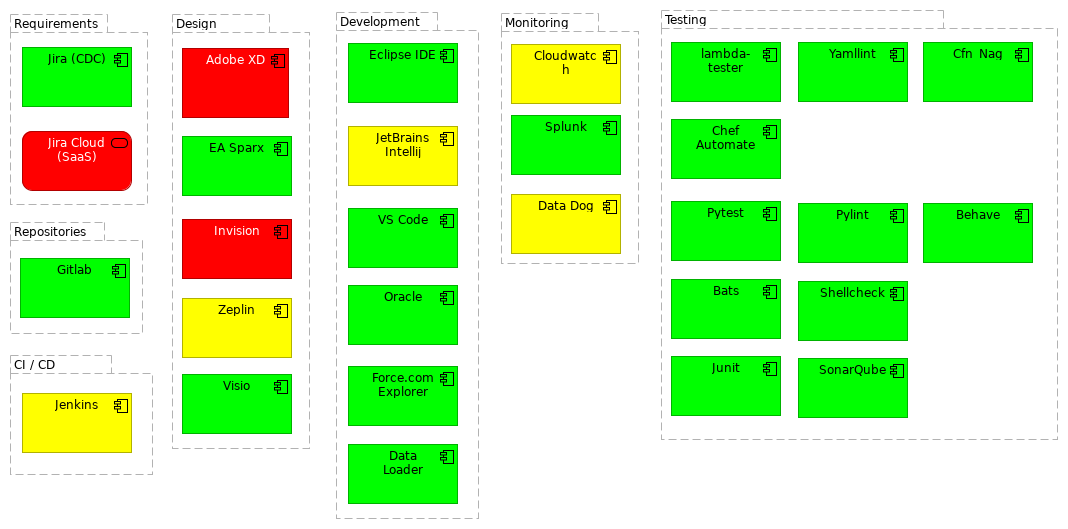 Requirements
Jira (CDC)
Jira Cloud
(SaaS)
Repositories
Gitlab
CI / CD
Jenkins
Design
Adobe XD
EA Sparx
Invision
Zeplin
Visio
Development
Eclipse IDE
JetBrains
Intellij
VS Code
Oracle
Force.com
Explorer
Data
Loader
Monitoring
Cloudwatc
h
Splunk
Data Dog
Testing
lambda-
tester
Yamllint
Cfn_Nag
Chef
Automate
Pytest
Pylint
Behave
Bats
Shellcheck
Junit
SonarQube